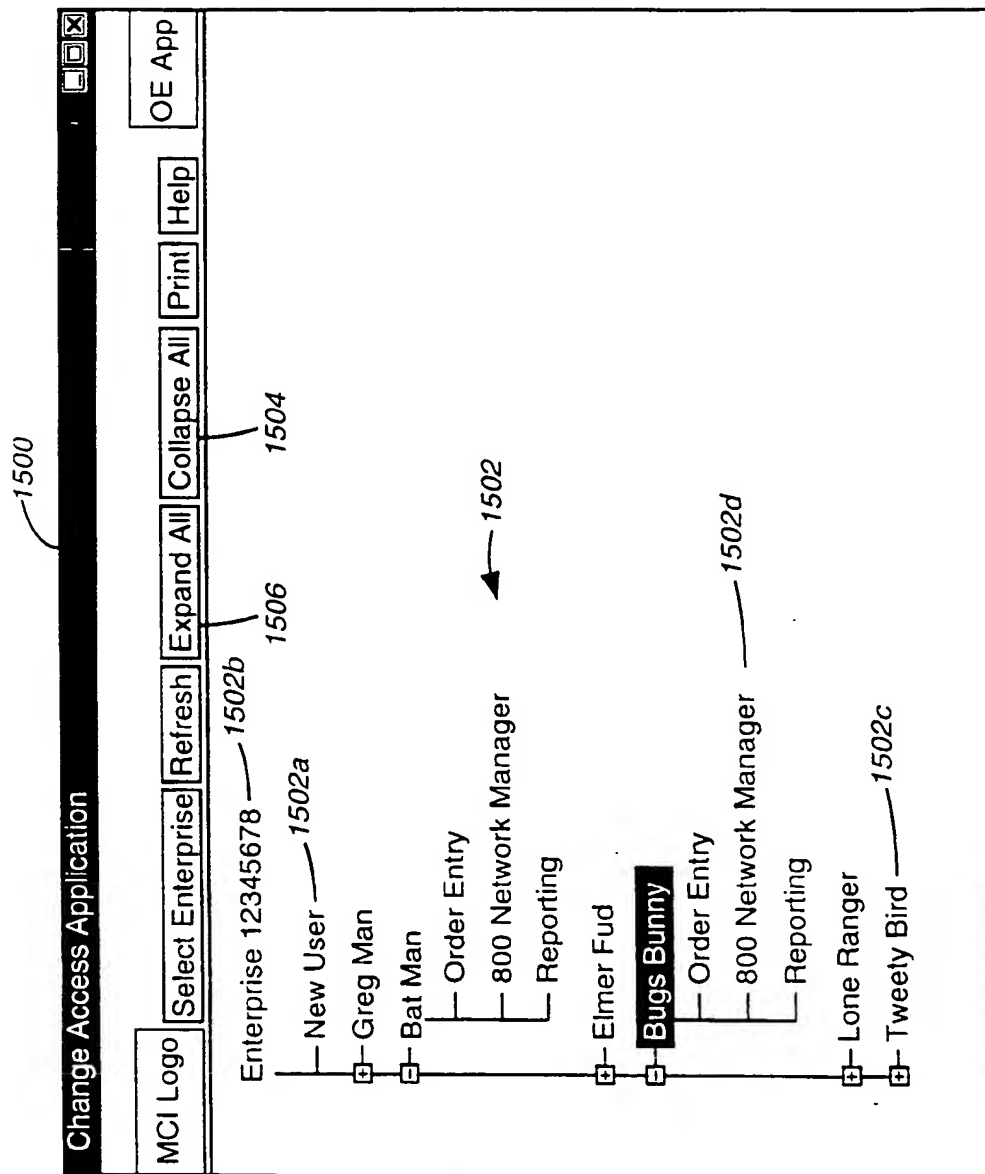 1500
Change Access Application
MCI Logo Select Enterprise Refresh Expand All Collapse All Print Help OE App
1506 1504
Enterprise 12345678 1502b
New User 1502a
Greg Man
Bat Man
Order Entry
800 Network Manager 1502
Reporting
Elmer Fud
Bugs Bunny
Order Entry
800 Network Manager 1502d
Reporting
Lone Ranger
Tweety Bird 1502c